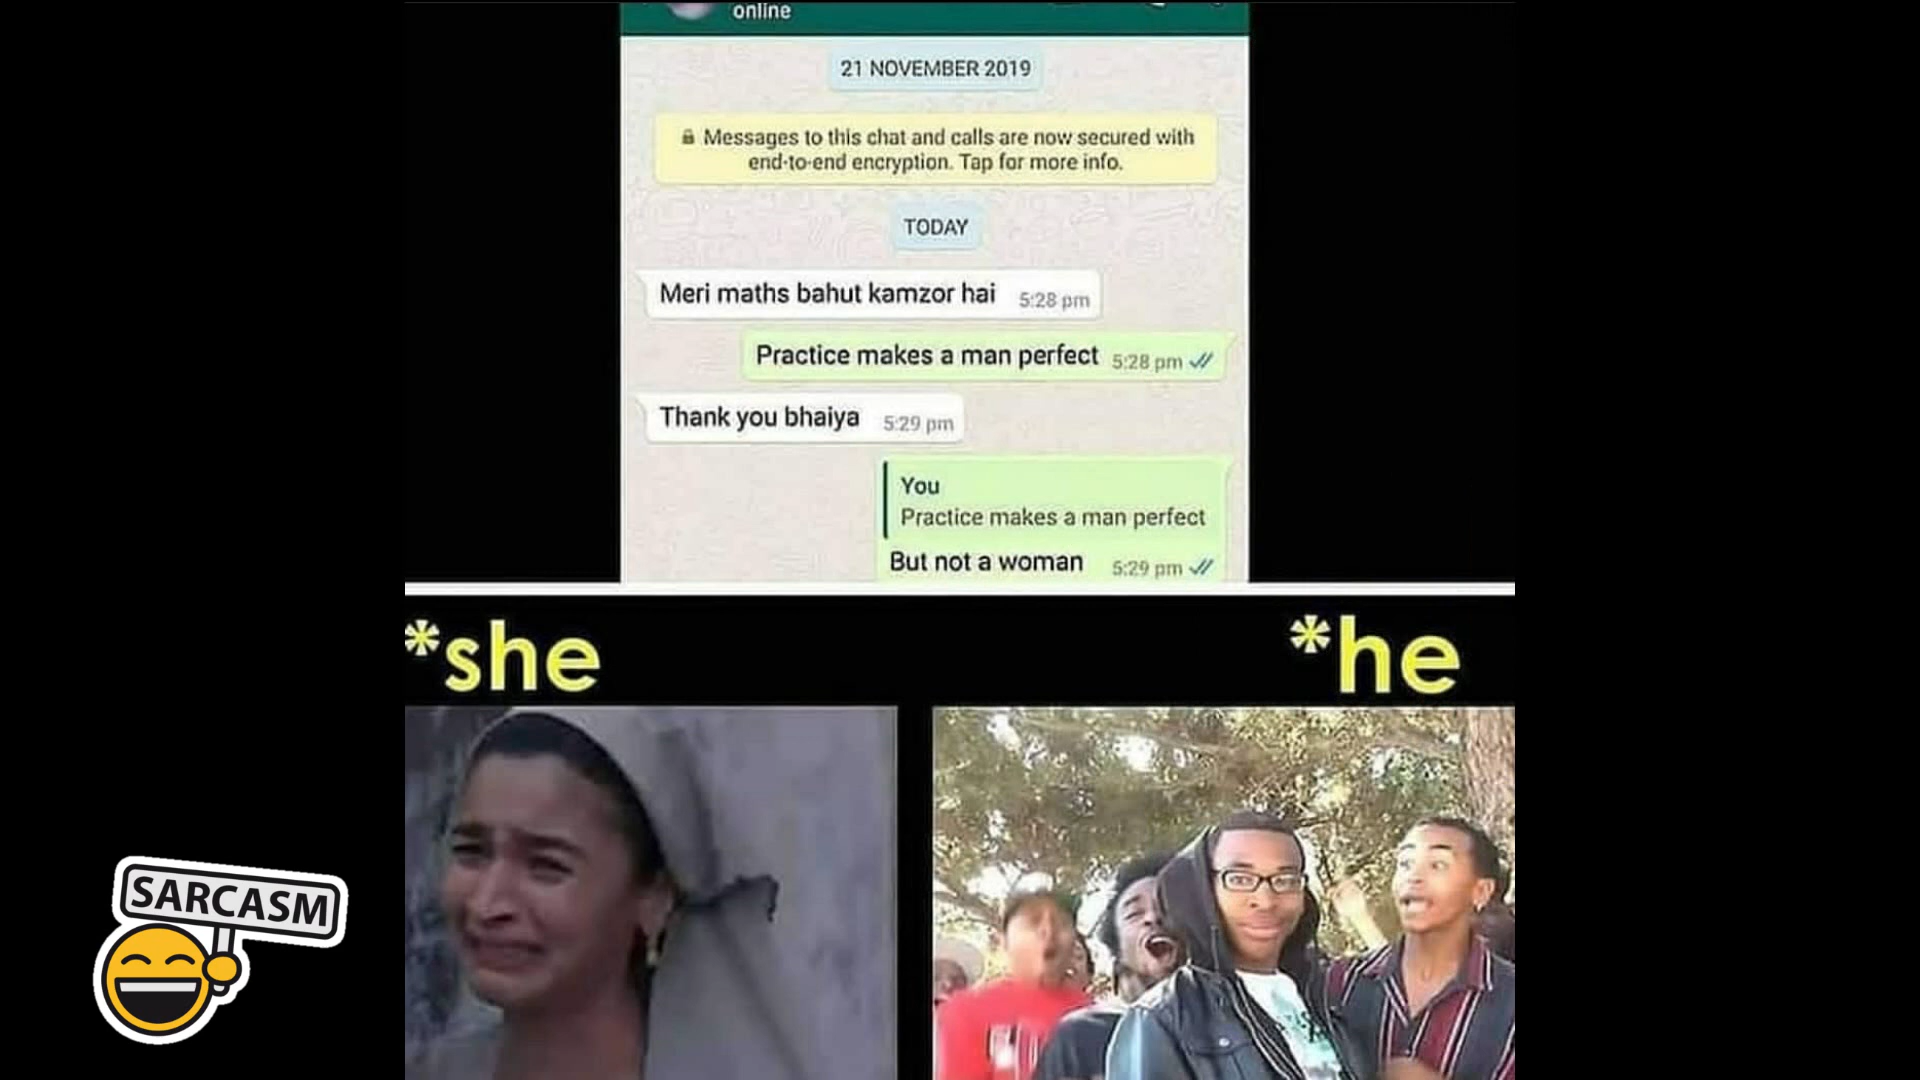 online
21 NOVEMBER 2019
Messages to this chat and calls are now secured with
end-to-end encryption. Tap for more info.
TODAY
Meri maths bahut kamzor hai 5:28 pm
Practice makes a man perfect 5:28 pm
Thank you bhaiya 5:29 pm
You
Practice makes a man perfect
But not a woman 5:29 pm
*she
*he
SARCASM